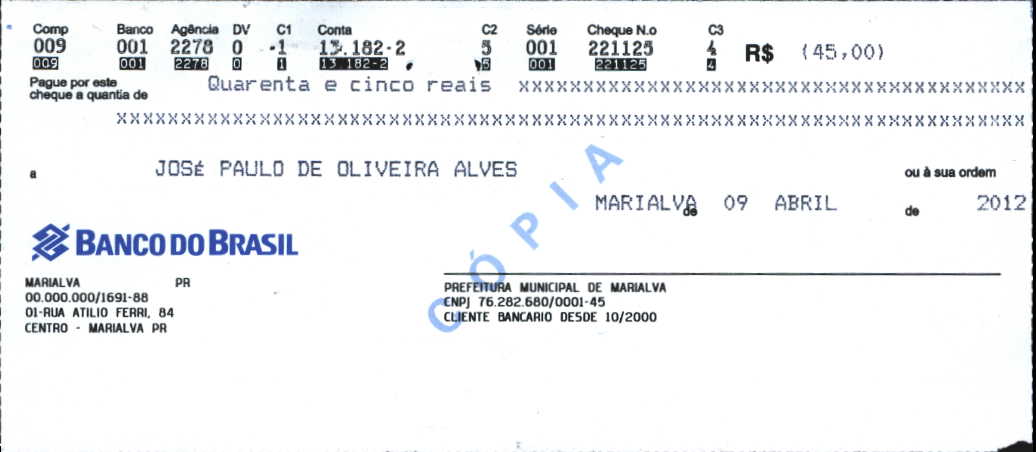 Comp Banco Agência DV C1 Conta C2 Série Cheque N.o C3
009 001 2278 0 1 13.182-2 5 001 221125 4 R$ (45,00)
009 001 2278 0 1 13.182-2 5 001 221125 4
Pague por este
cheque a quantia de Quarenta e cinco reais xxxxxxxxxxxxxxxxxxxxxxxxxxxxxxxxxxxxxxx
xxxxxxxxxxxxxxxxxxxxxxxxxxxxxxxxxxxxxxxxxxxxxxxxxxxxxxxxxxxxxxxxxxxxxx
a JOSé PAULO DE OLIVEIRA ALVES ou à sua ordem
MARIALVA de 09 ABRIL de 2012
BANCO DO BRASIL
MARIALVA PR
00.000.000/1691-88
01-RUA ATILIO FERRI, 84
CENTRO - MARIALVA PR
PREFEITURA MUNICIPAL DE MARIALVA
CNPJ 76.282.680/0001-45
CLIENTE BANCARIO DESDE 10/2000
CÓPIA